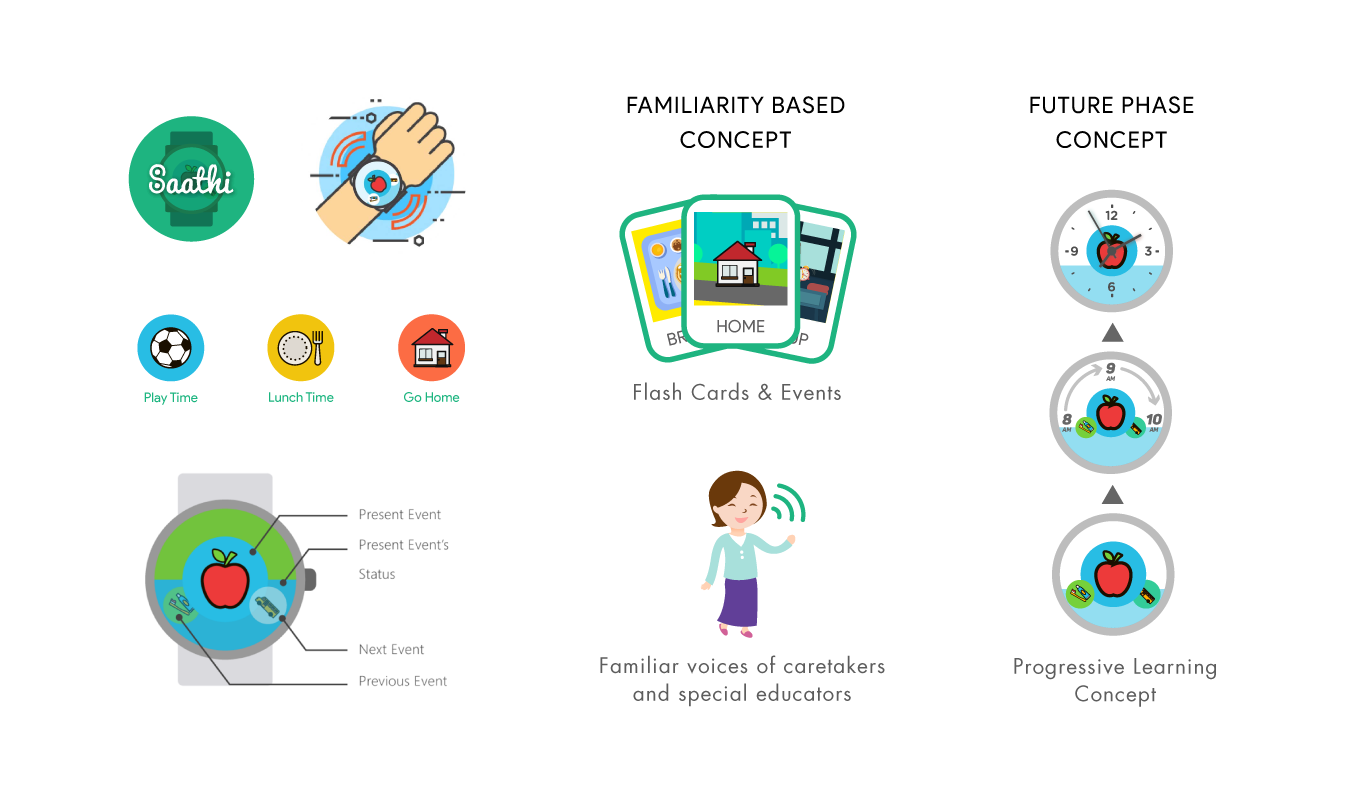 Saathi
Play Time
Lunch Time
Go Home
Present Event
Present Event's
Status
Next Event
Previous Event
FAMILIARITY BASED
CONCEPT
HOME
Flash Cards & Events
Familiar voices of caretakers
and special educators
FUTURE PHASE
CONCEPT
12
9
3
6
9
AM
8
AM
10
AM
Progressive Learning
Concept